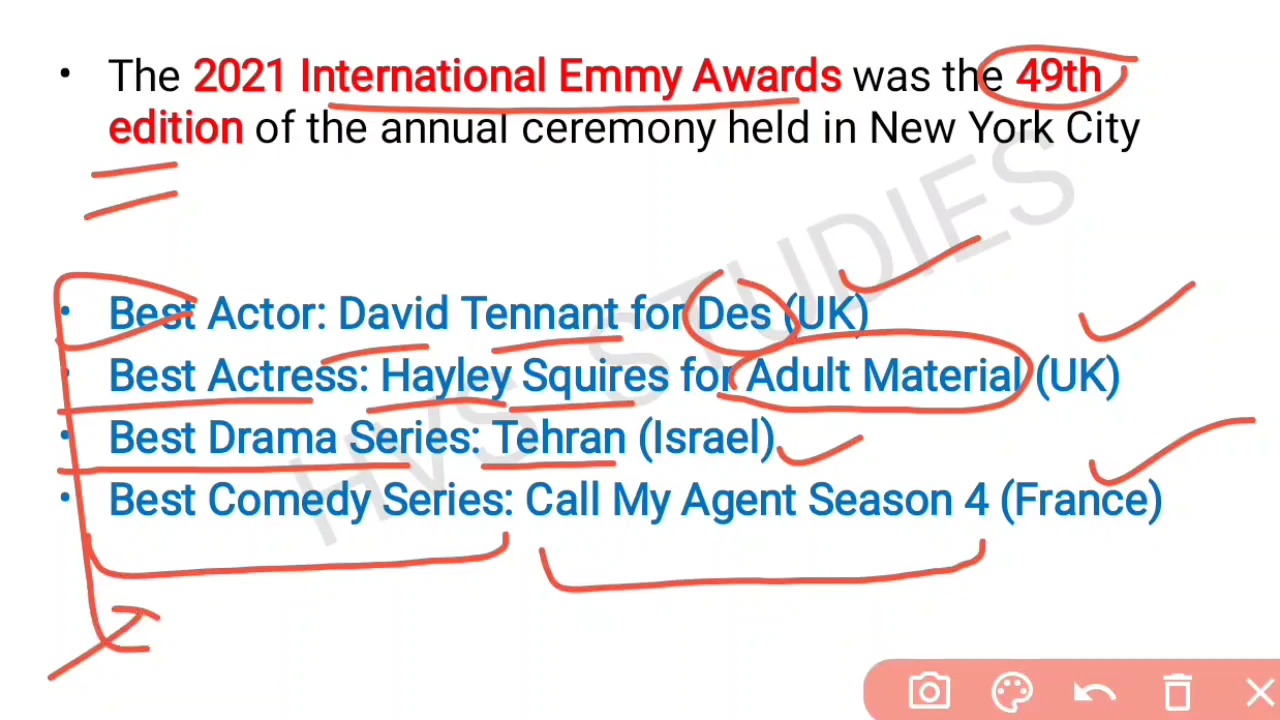 • The 2021 International Emmy Awards was the 49th
edition of the annual ceremony held in New York City
• Best Actor: David Tennant for Des (UK)
• Best Actress: Hayley Squires for Adult Material (UK)
• Best Drama Series: Tehran (Israel)
• Best Comedy Series: Call My Agent Season 4 (France)
HVS STUDIES